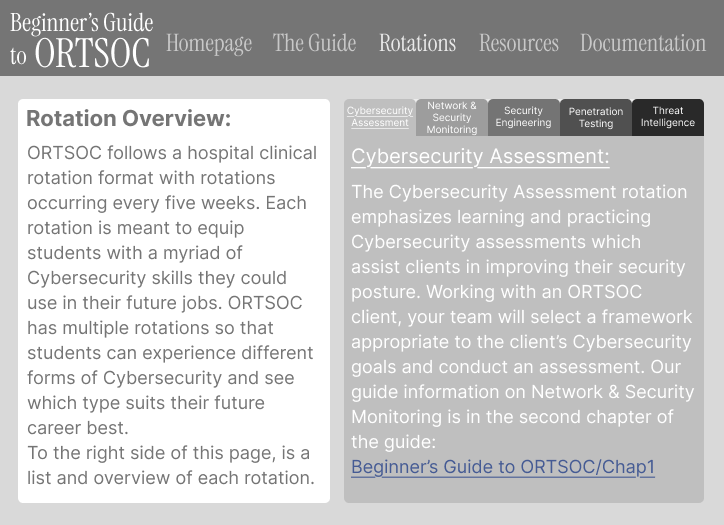 Beginner's Guide
to ORTSOC
Homepage The Guide Rotations Resources Documentation
Rotation Overview:
ORTSOC follows a hospital clinical
rotation format with rotations
occurring every five weeks. Each
rotation is meant to equip
students with a myriad of
Cybersecurity skills they could
use in their future jobs. ORTSOC
has multiple rotations so that
students can experience different
forms of Cybersecurity and see
which type suits their future
career best.
To the right side of this page, is a
list and overview of each rotation.
Cybersecurity
Assessment
Network &
Security
Monitoring
Security
Engineering
Penetration
Testing
Threat
Intelligence
Cybersecurity Assessment:
The Cybersecurity Assessment rotation
emphasizes learning and practicing
Cybersecurity assessments which
assist clients in improving their security
posture. Working with an ORTSOC
client, your team will select a framework
appropriate to the client's Cybersecurity
goals and conduct an assessment. Our
guide information on Network & Security
Monitoring is in the second chapter of
the guide:
Beginner's Guide to ORTSOC/Chap1